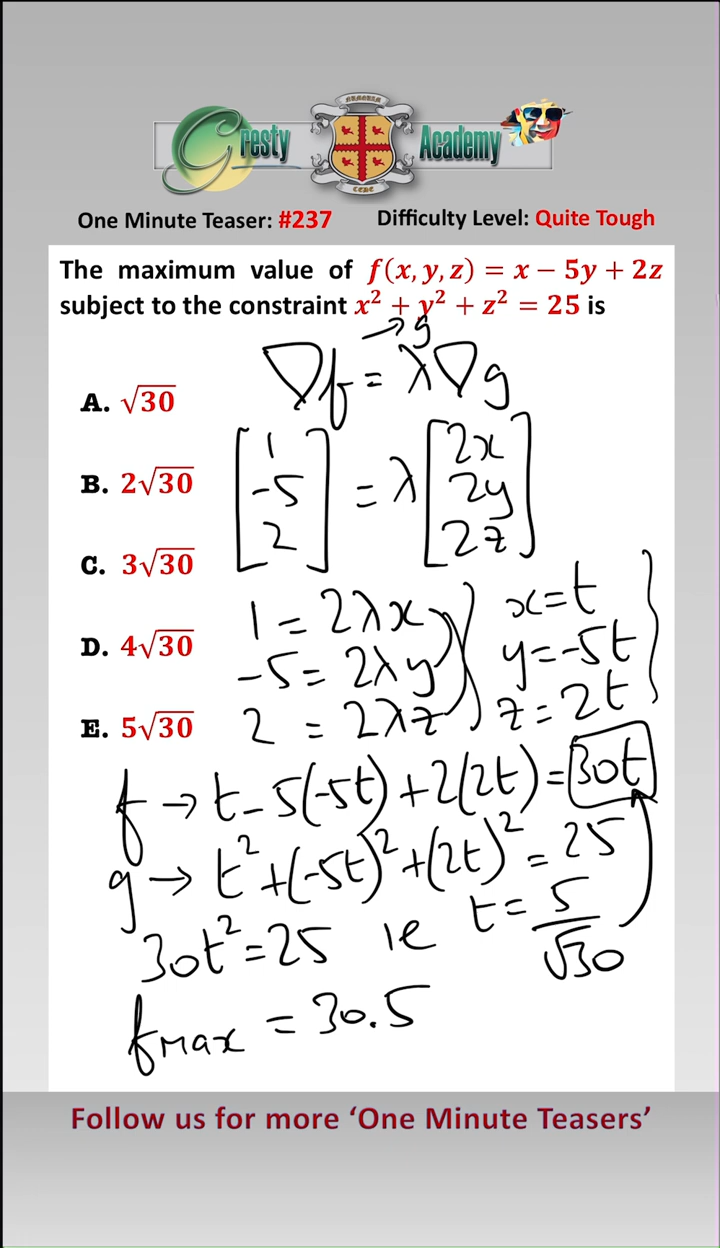 ARMORUM
Gresty Academy
CEDE
One Minute Teaser: #237 Difficulty Level: Quite Tough
The maximum value of f(x, y, z) = x − 5y + 2z
subject to the constraint x² + y² + z² = 25 is
→ g
∇f = λ∇g
A. √30
B. 2√30
C. 3√30
D. 4√30
E. 5√30
[1 -5 2] = λ [2x 2y 2z]
1 = 2λx
-5 = 2λy
2 = 2λz
x = t
y = -5t
z = 2t
f → t - 5(-5t) + 2(2t) = 30t
g → t² + (-5t)² + (2t)² = 25
30t² = 25 ie t = 5/√30
fmax = 30.5
Follow us for more ‘One Minute Teasers’